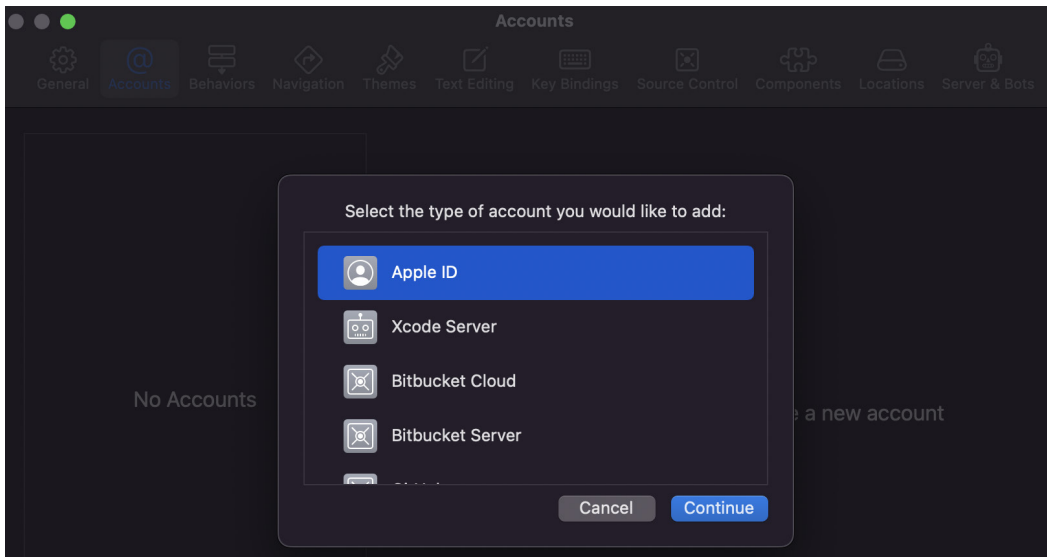 Accounts
General Accounts Behaviors Navigation Themes Text Editing Key Bindings Source Control Components Locations Server & Bots
Select the type of account you would like to add:
Apple ID
Xcode Server
Bitbucket Cloud
No Accounts
a new account
Bitbucket Server
Cancel Continue